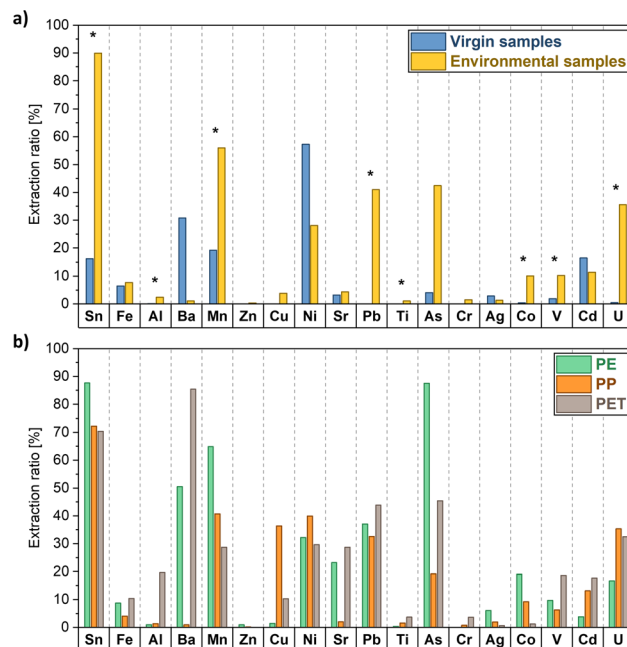 a)
100
90
80
70
60
50
40
30
20
10
0
Extraction ratio [%]
Virgin samples
Environmental samples
* * * * * * * *
Sn Fe Al Ba Mn Zn Cu Ni Sr Pb Ti As Cr Ag Co V Cd U
b)
100
90
80
70
60
50
40
30
20
10
0
Extraction ratio [%]
PE
PP
PET
Sn Fe Al Ba Mn Zn Cu Ni Sr Pb Ti As Cr Ag Co V Cd U